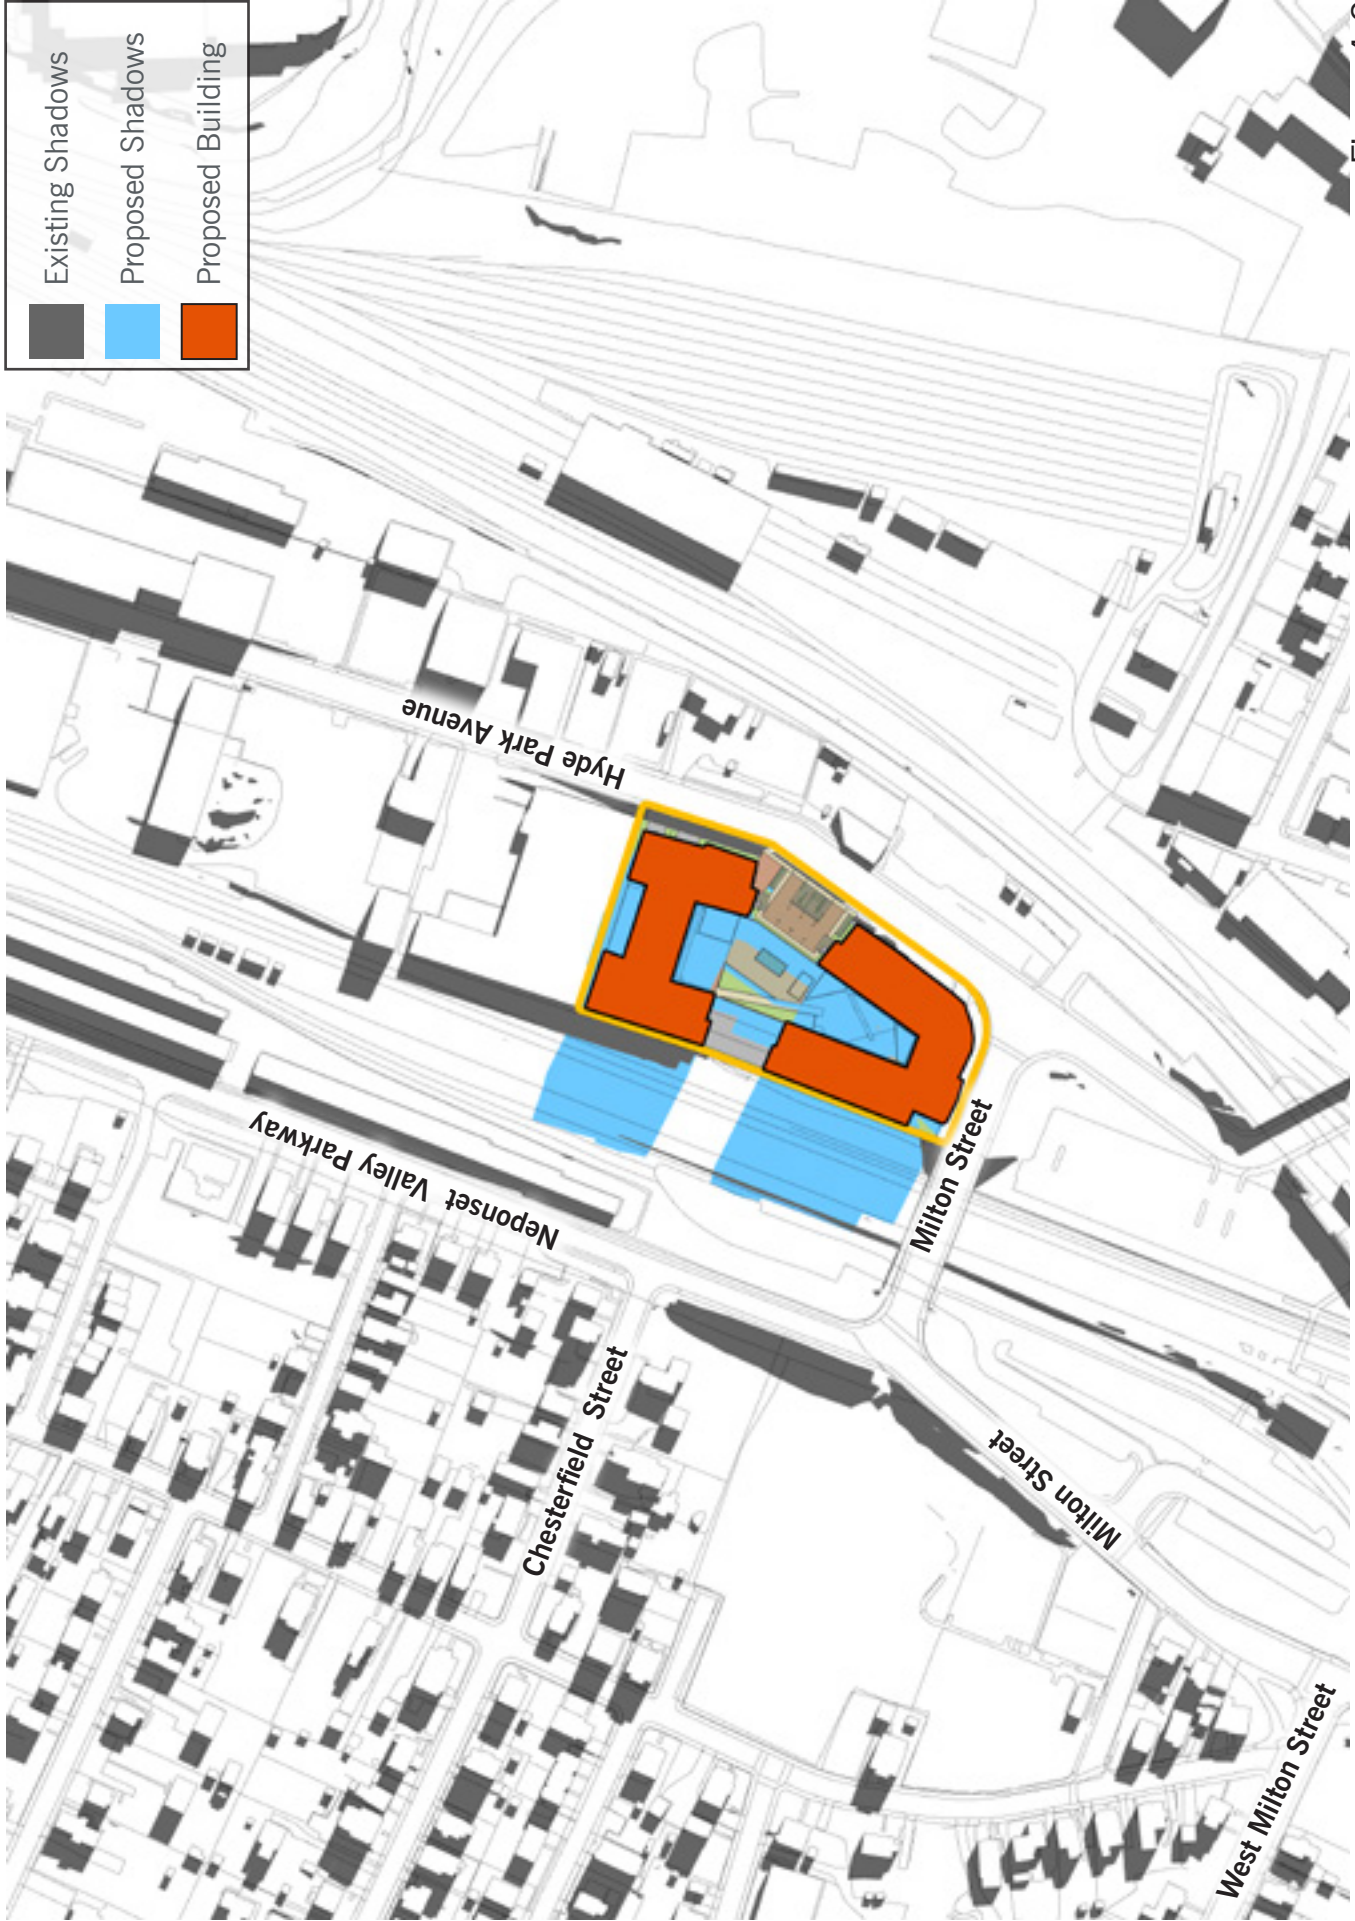 Existing Shadows
Proposed Shadows
Proposed Building
Hyde Park Avenue
Neponset Valley Parkway
Milton Street
Chesterfield Street
Milton Street
West Milton Street